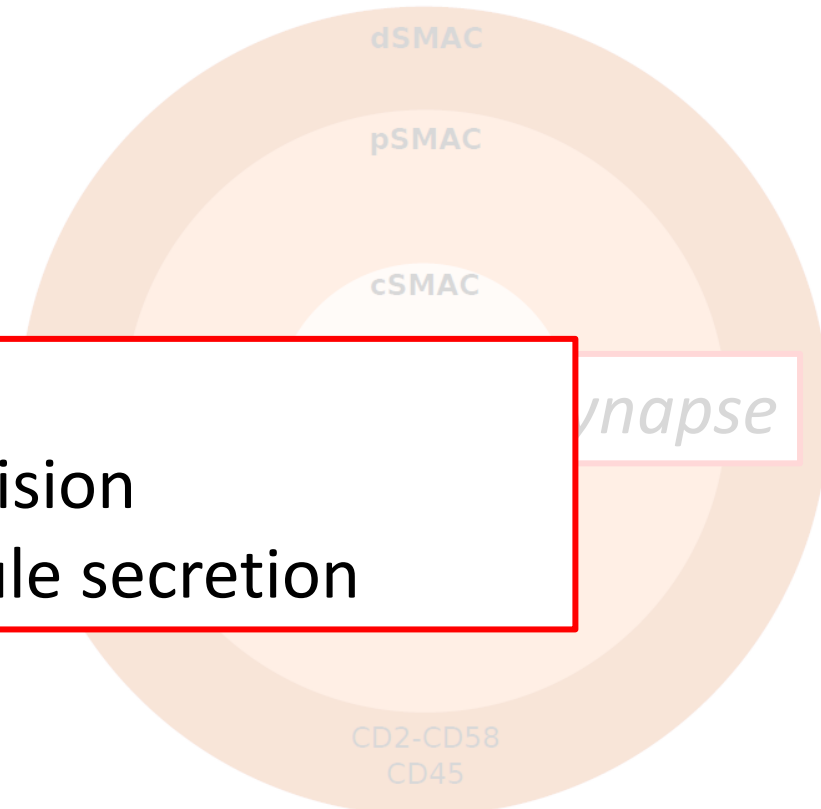 dSMAC
pSMAC
cSMAC
ynapse
ision
ule secretion
CD2-CD58
CD45